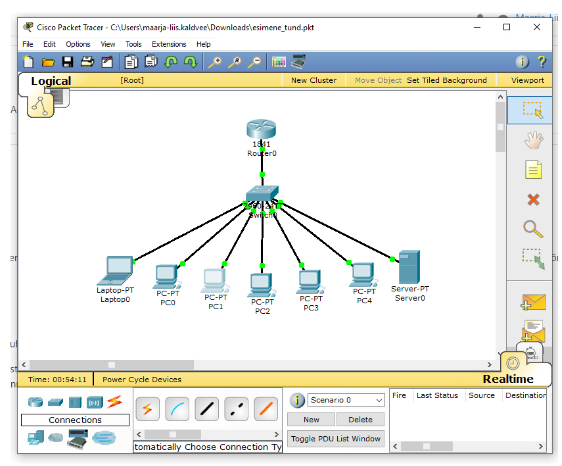 Cisco Packet Tracer - C:\Users\maarja-liis.kaldvee\Downloads\esimene_tund.pkt
File Edit Options View Tools Extensions Help
Logical [Root] New Cluster Move Object Set Tiled Background Viewport
1841
Router0
Switch0
Laptop-PT
Laptop0
PC-PT
PC0
PC-PT
PC1
PC-PT
PC2
PC-PT
PC3
PC-PT
PC4
Server-PT
Server0
Time: 00:54:11 Power Cycle Devices Realtime
Connections
tomatically Choose Connection Ty
Scenario 0
New Delete
Toggle PDU List Window
Fire Last Status Source Destination